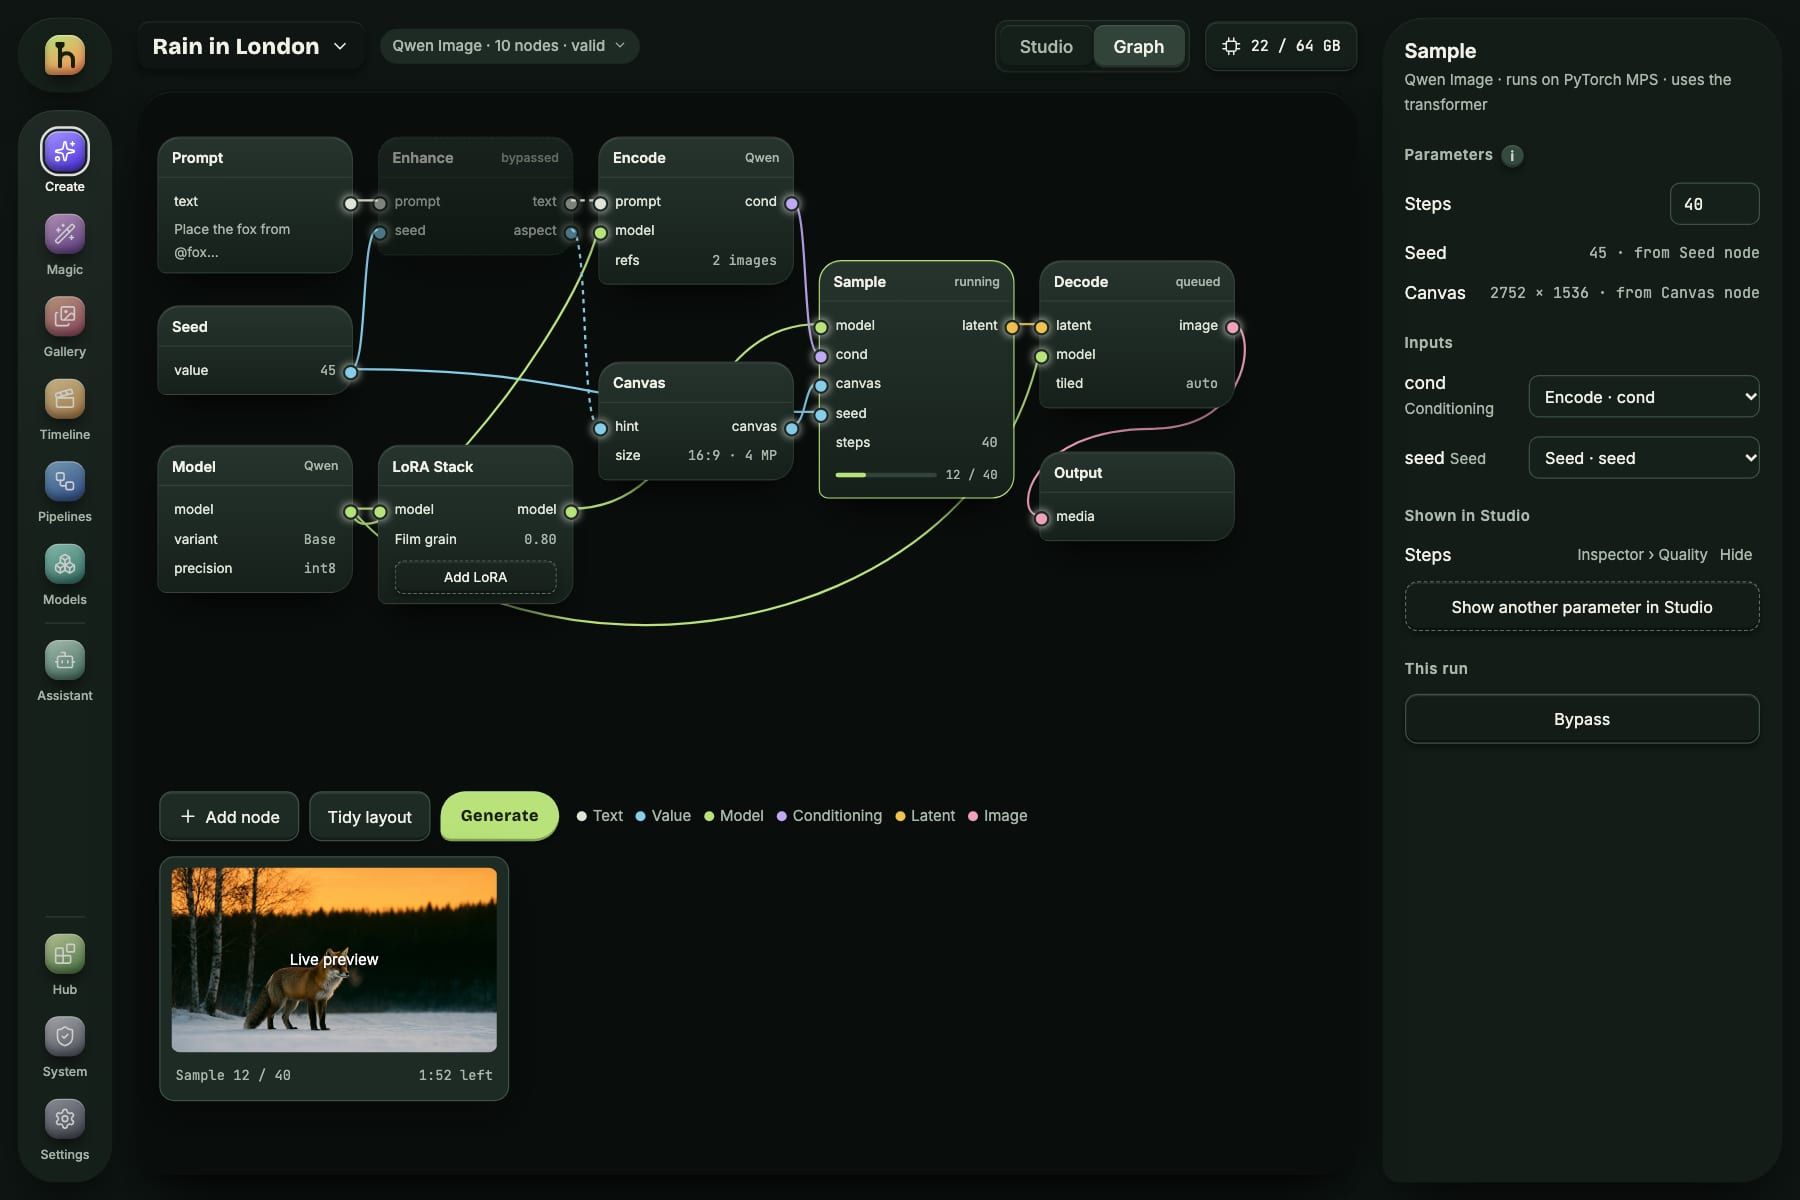 Rain in London
Qwen Image · 10 nodes · valid
Studio
Graph
22 / 64 GB
Create
Magic
Gallery
Timeline
Pipelines
Models
Assistant
Hub
System
Settings
Prompt
text
Place the fox from
@fox...
Enhance bypassed
prompt text
seed aspect
Encode Qwen
prompt cond
model
refs 2 images
Seed
value 45
Model Qwen
model
variant Base
precision int8
LoRA Stack
model model
Film grain 0.80
Add LoRA
Canvas
hint canvas
size 16:9 · 4 MP
Sample running
model latent
cond
canvas
seed
steps 40
12 / 40
Decode queued
latent image
model
tiled auto
Output
media
Add node
Tidy layout
Generate
Text
Value
Model
Conditioning
Latent
Image
Live preview
Sample 12 / 40 1:52 left
Sample
Qwen Image · runs on PyTorch MPS · uses the
transformer
Parameters i
Steps 40
Seed 45 · from Seed node
Canvas 2752 × 1536 · from Canvas node
Inputs
cond
Conditioning
Encode · cond
seed Seed
Seed · seed
Shown in Studio
Steps Inspector › Quality Hide
Show another parameter in Studio
This run
Bypass